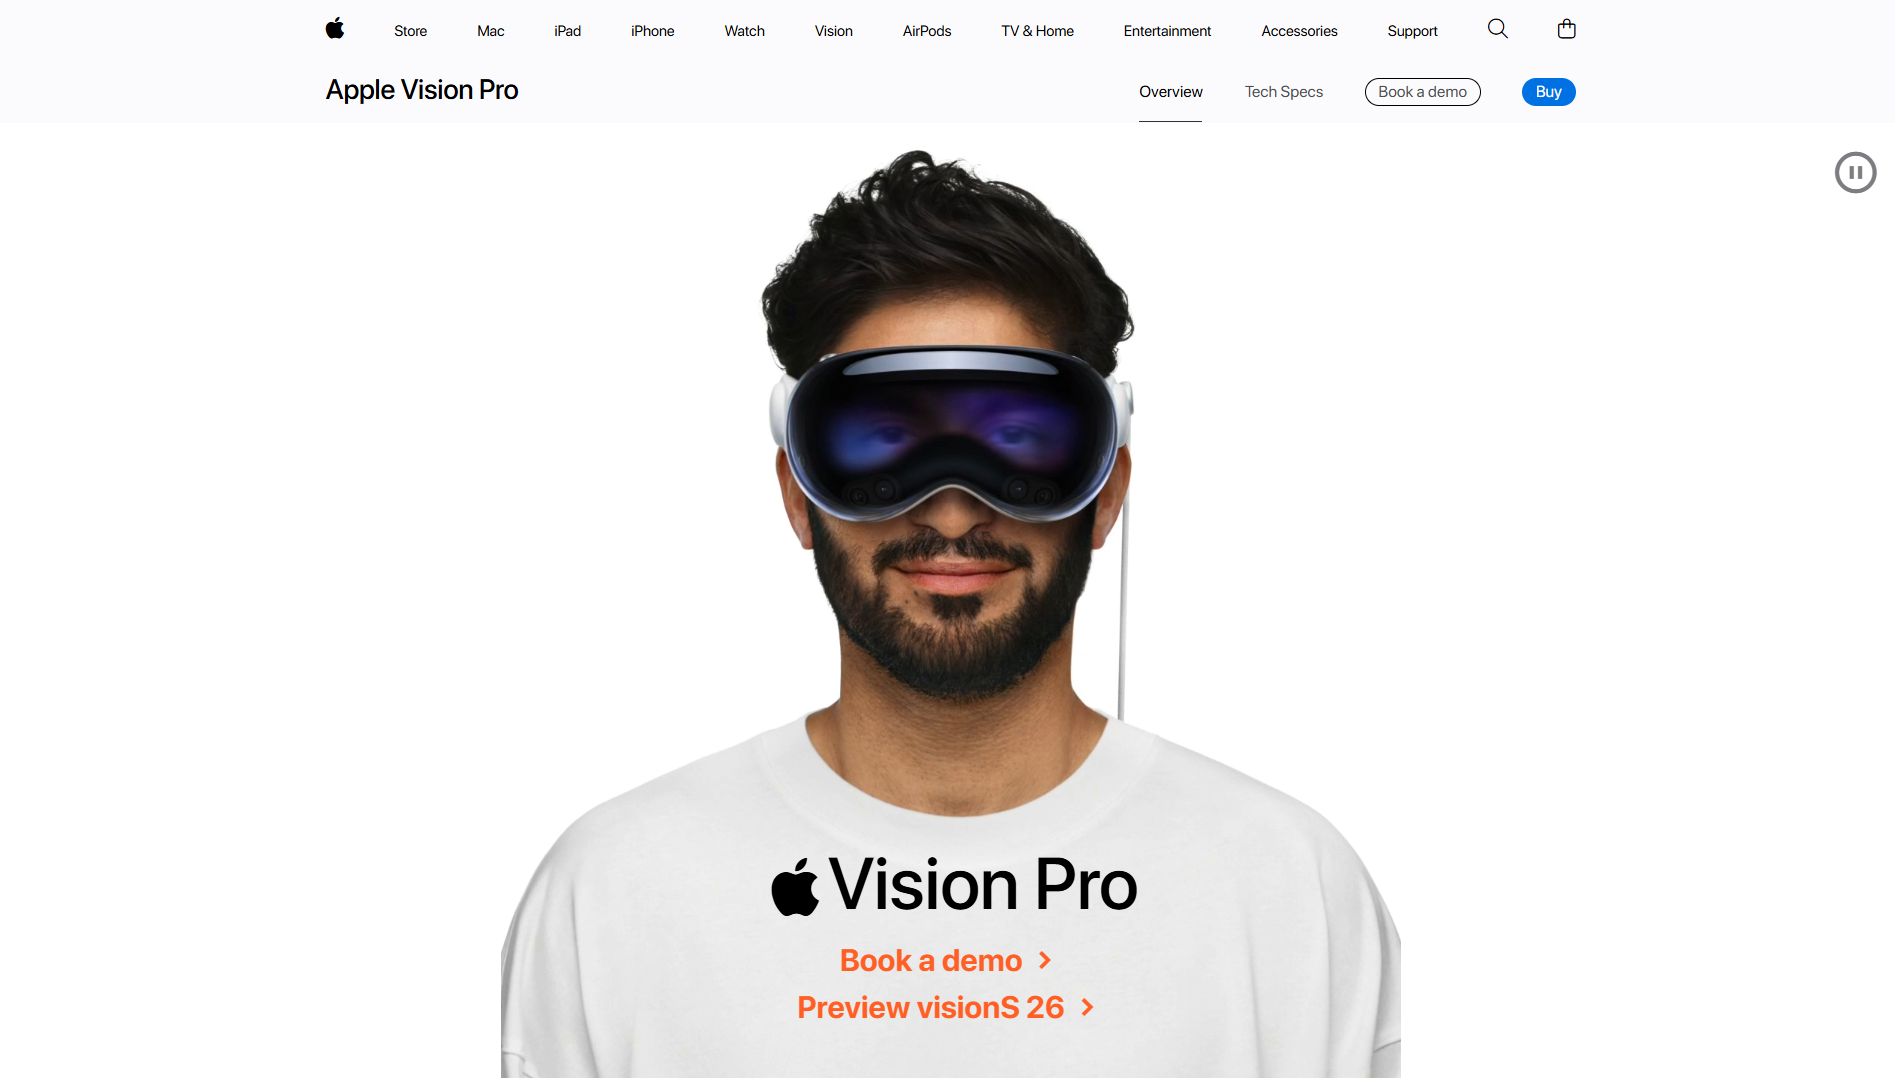 Store Mac iPad iPhone Watch Vision AirPods TV & Home Entertainment Accessories Support
Apple Vision Pro Overview Tech Specs Book a demo Buy
Vision Pro
Book a demo
Preview visionS 26